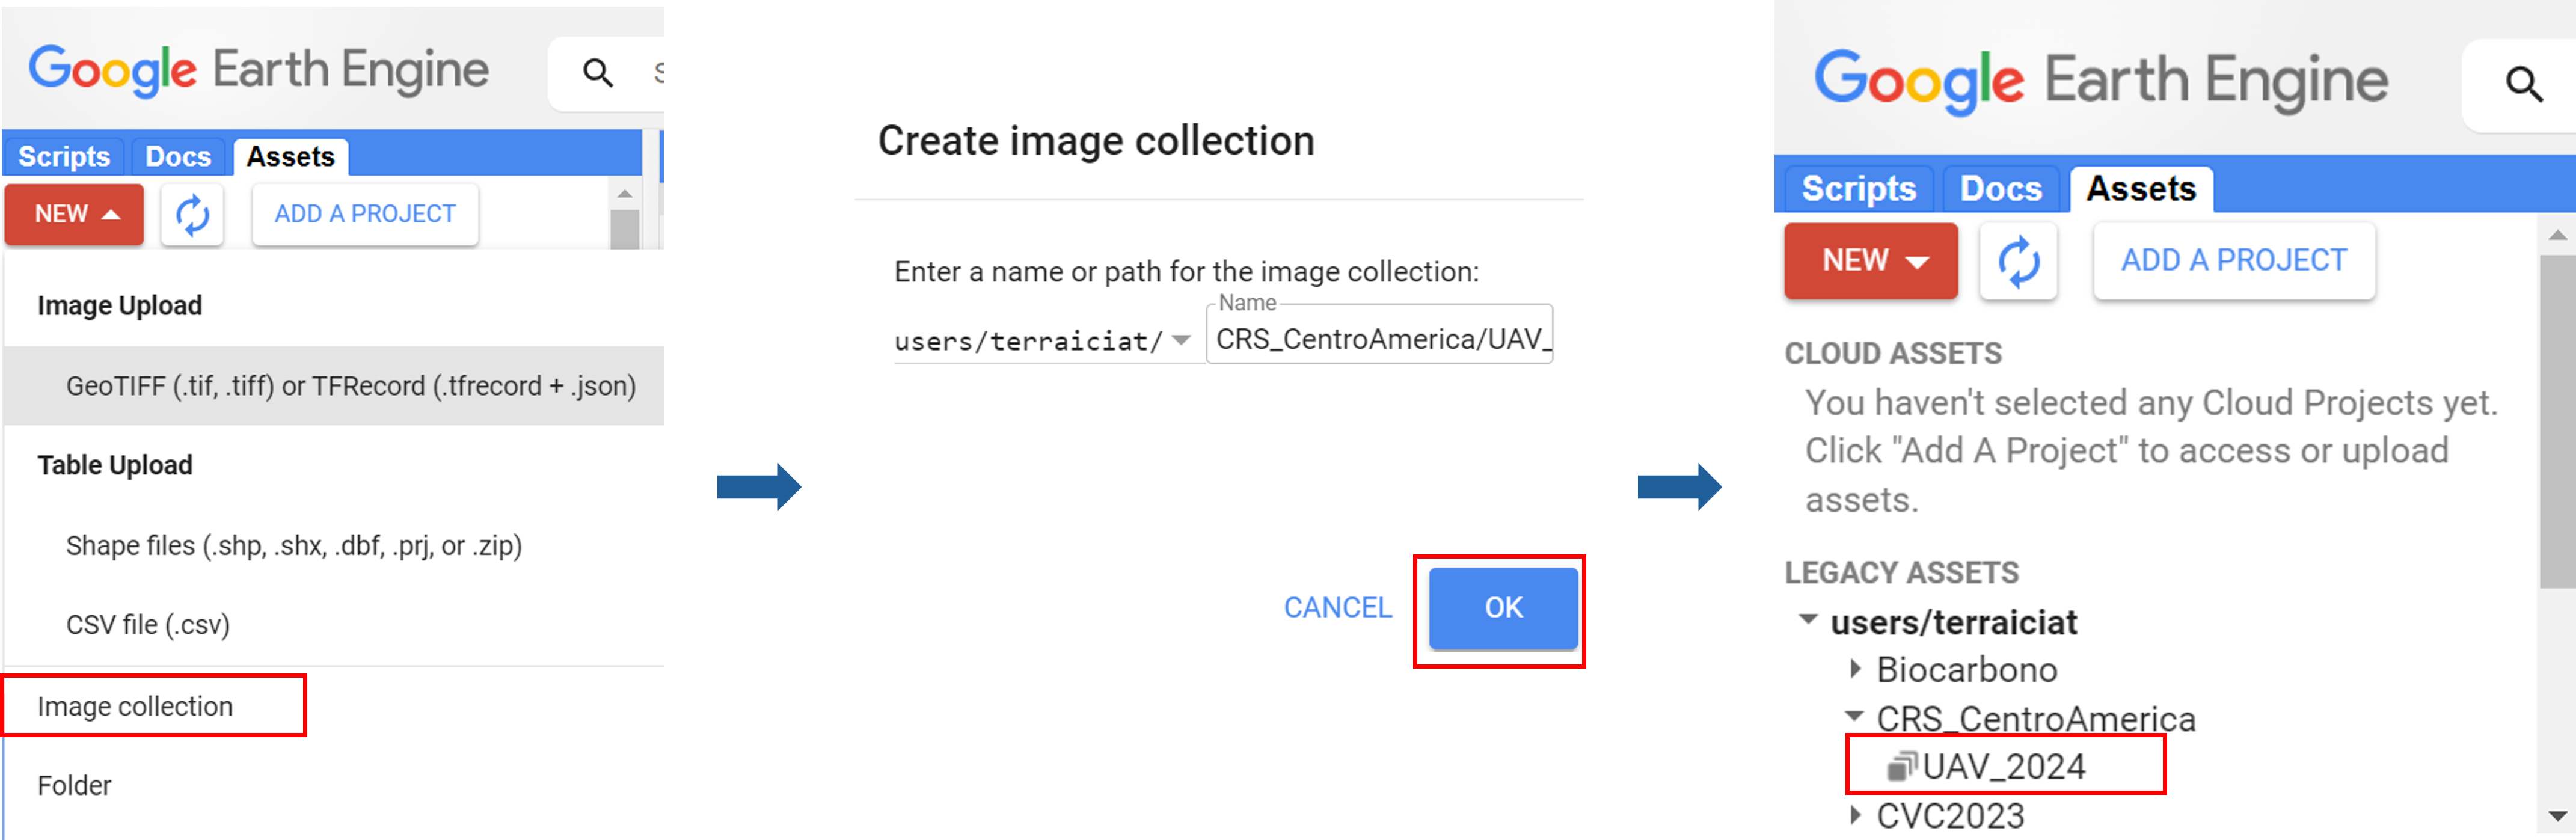 Google Earth Engine
Scripts Docs Assets
NEW ADD A PROJECT
Image Upload
GeoTIFF (.tif, .tiff) or TFRecord (.tfrecord + .json)
Table Upload
Shape files (.shp, .shx, .dbf, .prj, or .zip)
CSV file (.csv)
Image collection
Folder
Create image collection
Enter a name or path for the image collection:
Name
users/terraiciat/ CRS_CentroAmerica/UAV_
CANCEL OK
Google Earth Engine
Scripts Docs Assets
NEW ADD A PROJECT
CLOUD ASSETS
You haven't selected any Cloud Projects yet.
Click "Add A Project" to access or upload
assets.
LEGACY ASSETS
users/terraiciat
Biocarbono
CRS_CentroAmerica
UAV_2024
CVC2023